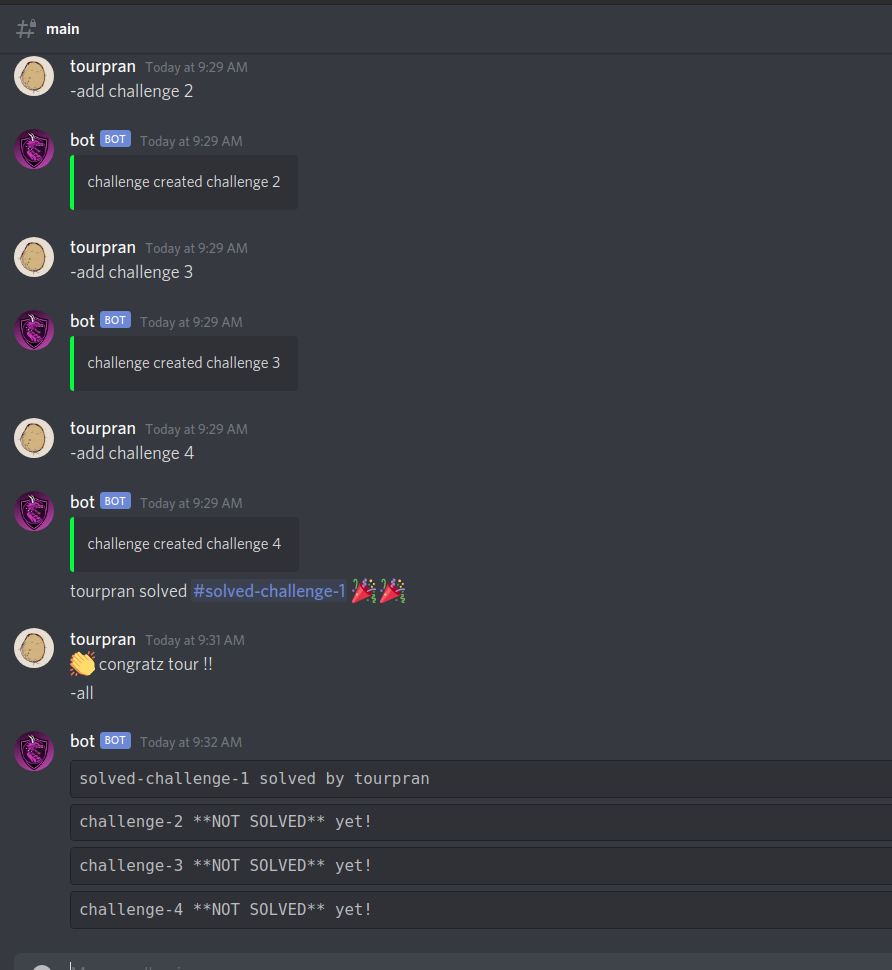 main
tourpran Today at 9:29 AM
-add challenge 2
bot BOT Today at 9:29 AM
challenge created challenge 2
tourpran Today at 9:29 AM
-add challenge 3
bot BOT Today at 9:29 AM
challenge created challenge 3
tourpran Today at 9:29 AM
-add challenge 4
bot BOT Today at 9:29 AM
challenge created challenge 4
tourpran solved #solved-challenge-1 🎉🎉
tourpran Today at 9:31 AM
👏 congratz tour !!
-all
bot BOT Today at 9:32 AM
solved-challenge-1 solved by tourpran
challenge-2 **NOT SOLVED** yet!
challenge-3 **NOT SOLVED** yet!
challenge-4 **NOT SOLVED** yet!